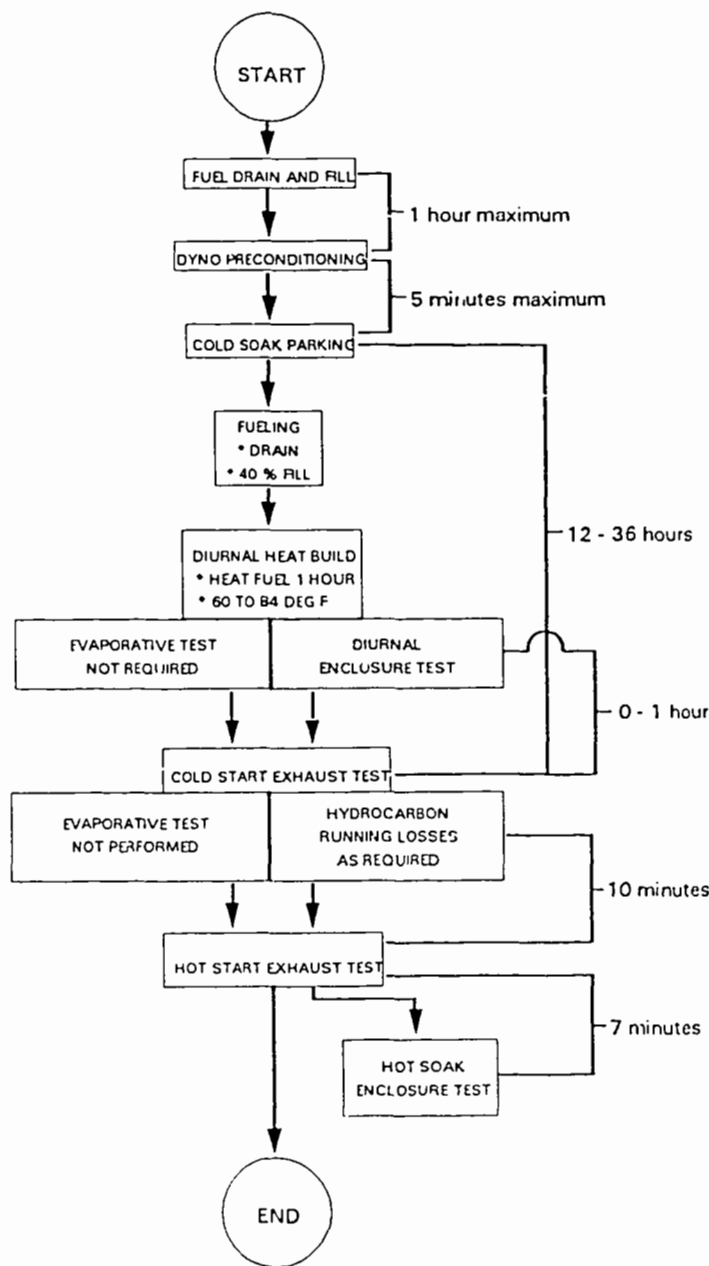 START
FUEL DRAIN AND FILL
1 hour maximum
DYNO PRECONDITIONING
5 minutes maximum
COLD SOAK PARKING
FUELING
* DRAIN
* 40 % FILL
12 - 36 hours
DIURNAL HEAT BUILD
* HEAT FUEL 1 HOUR
* 60 TO 84 DEG F
EVAPORATIVE TEST
NOT REQUIRED
DIURNAL
ENCLUSURE TEST
0 - 1 hour
COLD START EXHAUST TEST
EVAPORATIVE TEST
NOT PERFORMED
HYDROCARBON
RUNNING LOSSES
AS REQUIRED
10 minutes
HOT START EXHAUST TEST
7 minutes
HOT SOAK
ENCLOSURE TEST
END